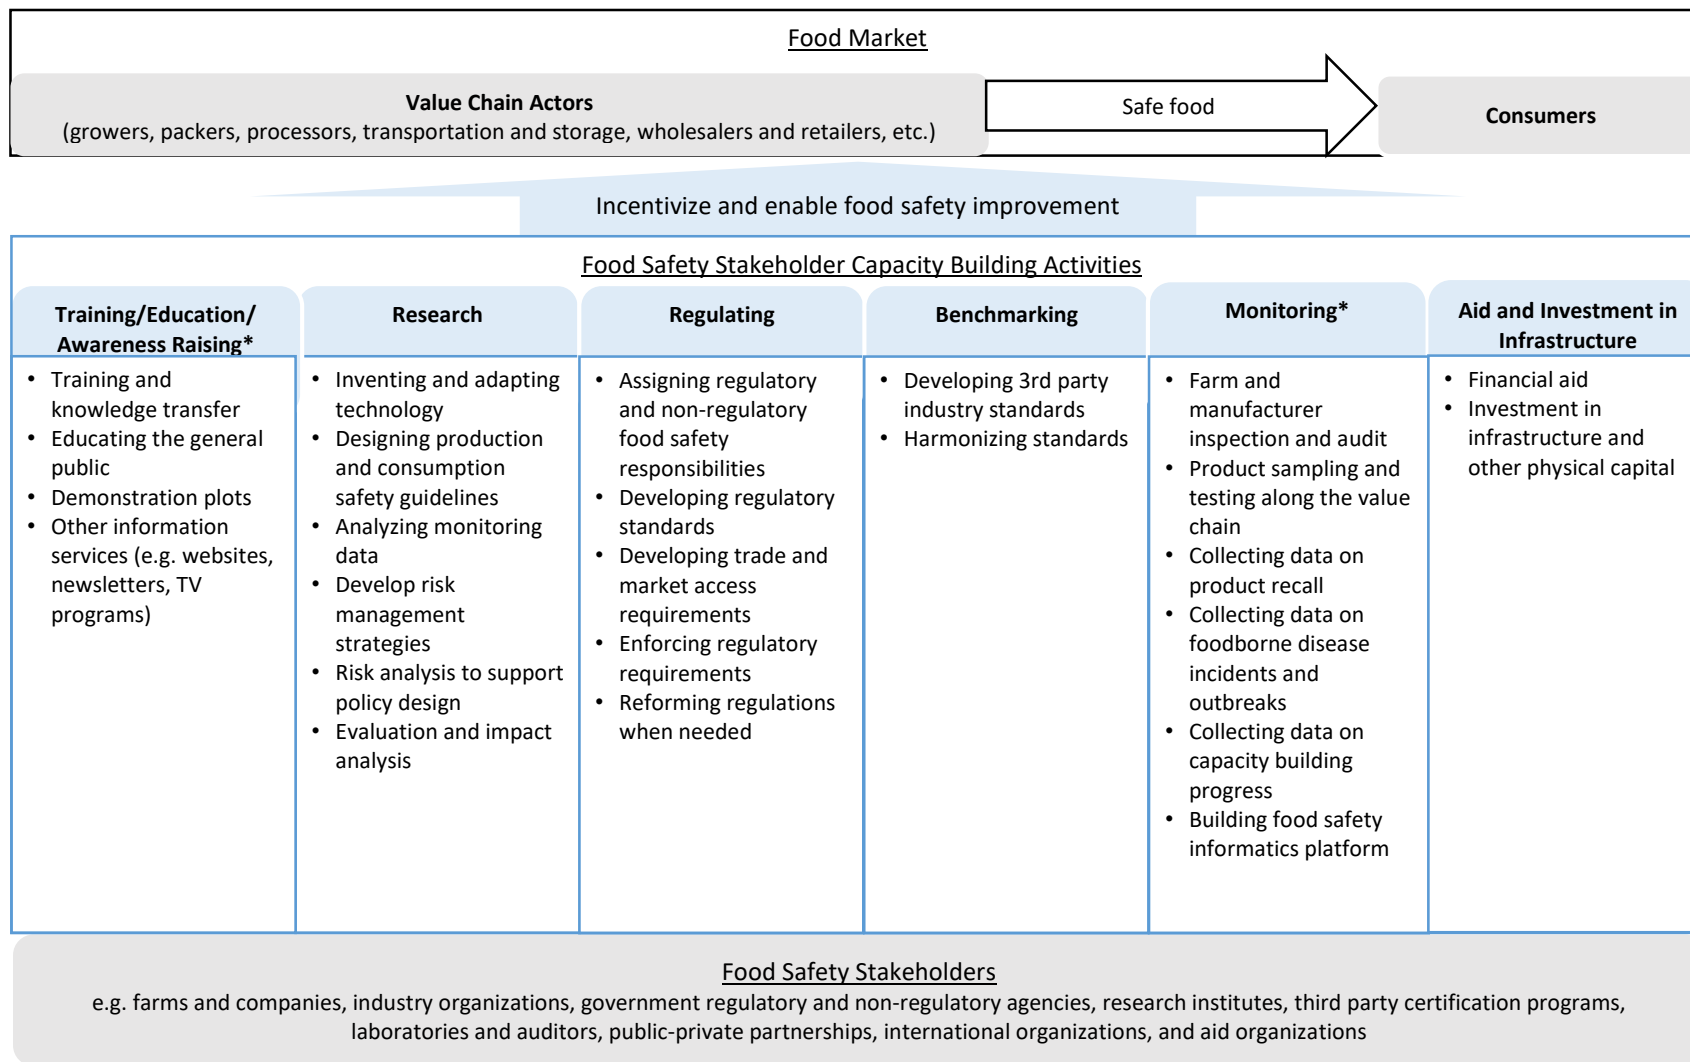 Food Market
Value Chain Actors
(growers, packers, processors, transportation and storage, wholesalers and retailers, etc.)
Safe food
Consumers
Incentivize and enable food safety improvement
Food Safety Stakeholder Capacity Building Activities
Training/Education/
Awareness Raising*
• Training and
knowledge transfer
• Educating the general
public
• Demonstration plots
• Other information
services (e.g. websites,
newsletters, TV
programs)
Research
• Inventing and adapting
technology
• Designing production
and consumption
safety guidelines
• Analyzing monitoring
data
• Develop risk
management
strategies
• Risk analysis to support
policy design
• Evaluation and impact
analysis
Regulating
• Assigning regulatory
and non-regulatory
food safety
responsibilities
• Developing regulatory
standards
• Developing trade and
market access
requirements
• Enforcing regulatory
requirements
• Reforming regulations
when needed
Benchmarking
• Developing 3rd party
industry standards
• Harmonizing standards
Monitoring*
• Farm and
manufacturer
inspection and audit
• Product sampling and
testing along the value
chain
• Collecting data on
product recall
• Collecting data on
foodborne disease
incidents and
outbreaks
• Collecting data on
capacity building
progress
• Building food safety
informatics platform
Aid and Investment in
Infrastructure
• Financial aid
• Investment in
infrastructure and
other physical capital
Food Safety Stakeholders
e.g. farms and companies, industry organizations, government regulatory and non-regulatory agencies, research institutes, third party certification programs,
laboratories and auditors, public-private partnerships, international organizations, and aid organizations